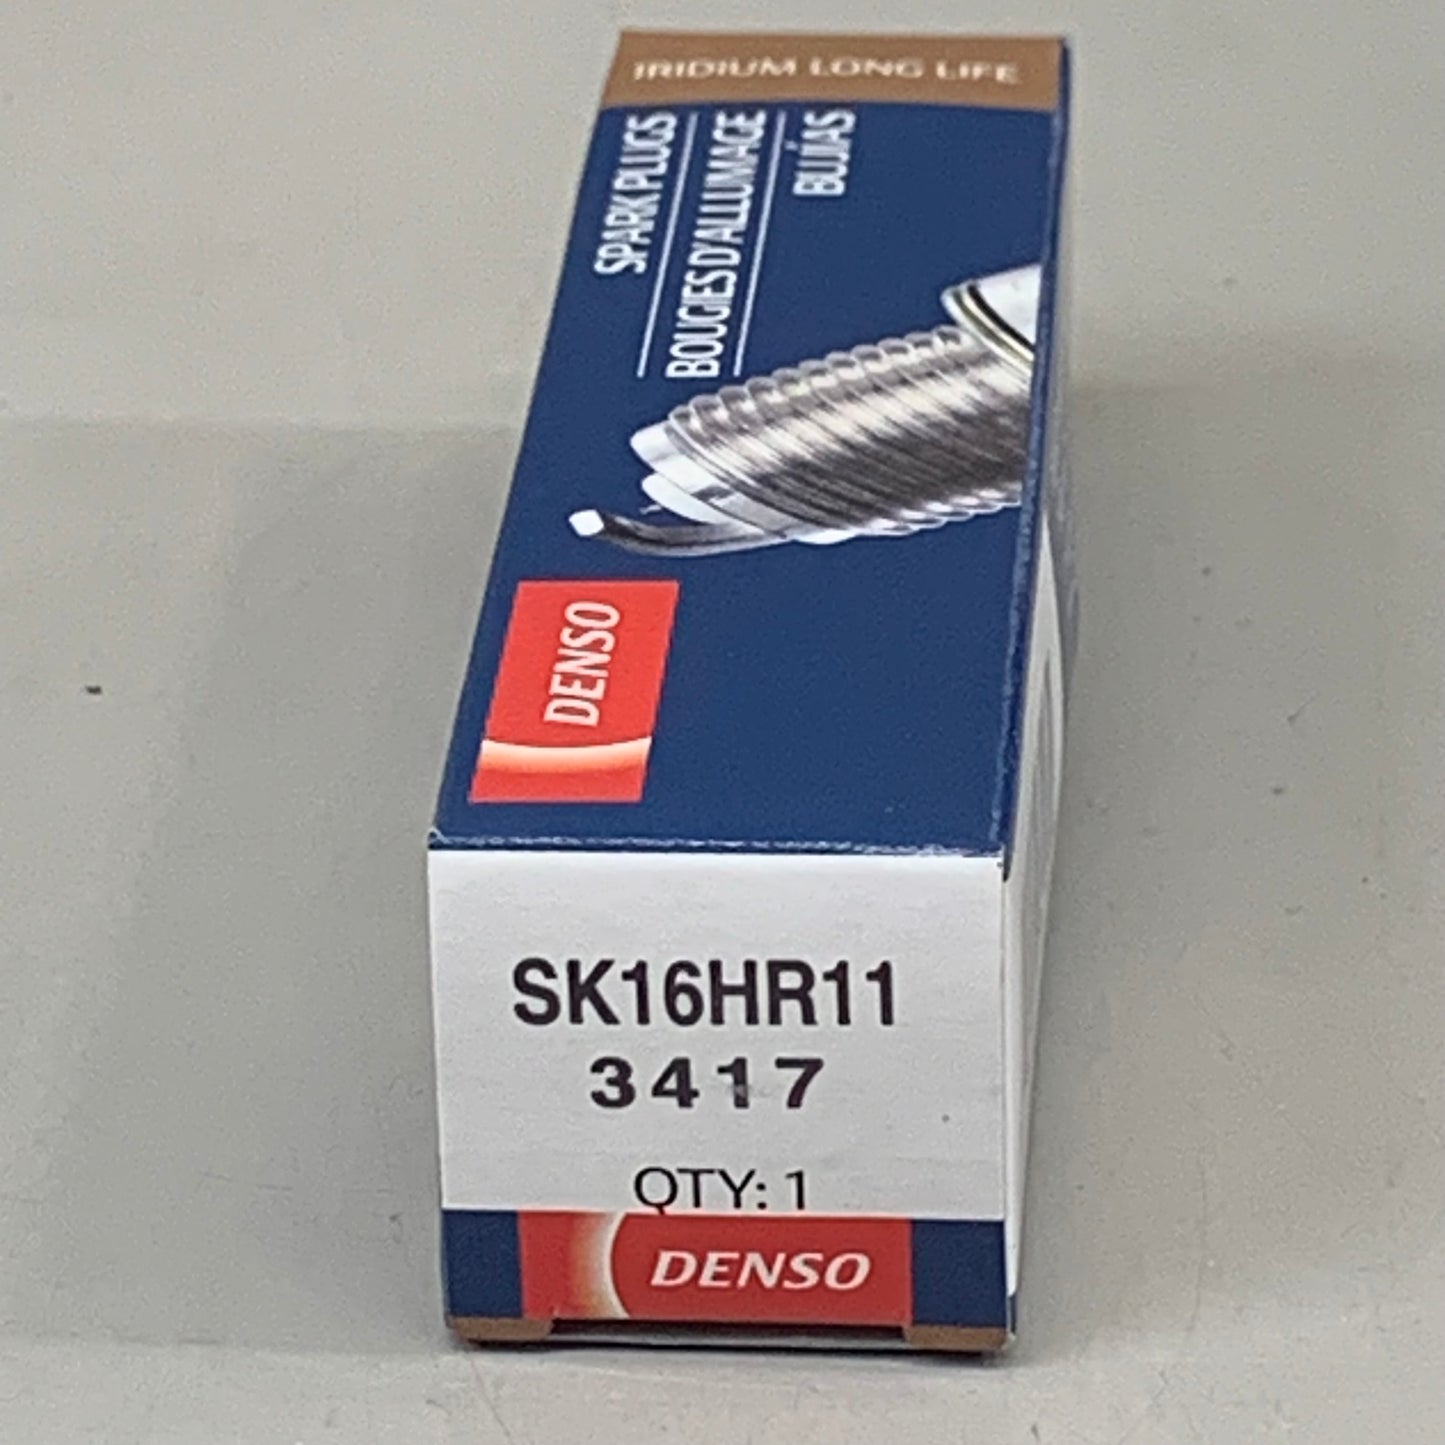 IRIDIUM LONG LIFE
SPARK PLUGS
BOUGIES D'ALLUMAGE
BUJÍAS
DENSO
SK16HR11
3417
QTY: 1
DENSO